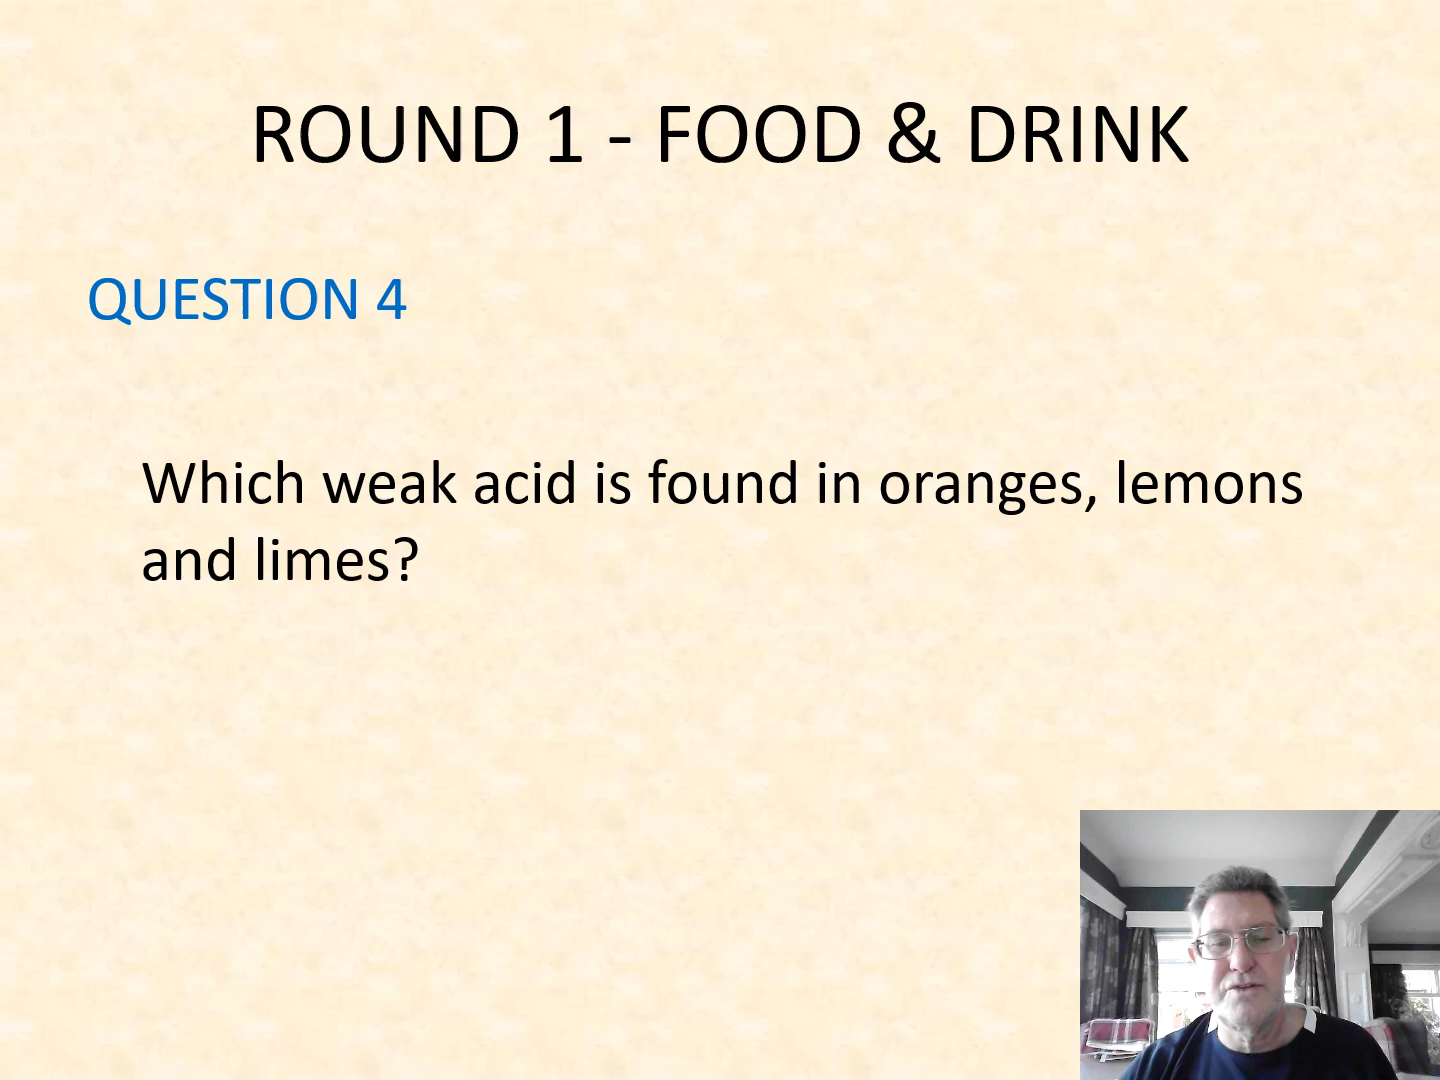 ROUND 1 - FOOD & DRINK
QUESTION 4
Which weak acid is found in oranges, lemons
and limes?